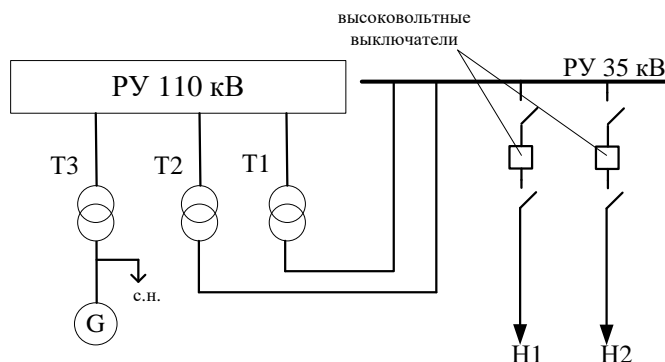 высоковольтные
выключатели
РУ 110 кВ
РУ 35 кВ
Т3
Т2
Т1
с.н.
G
Н1
Н2